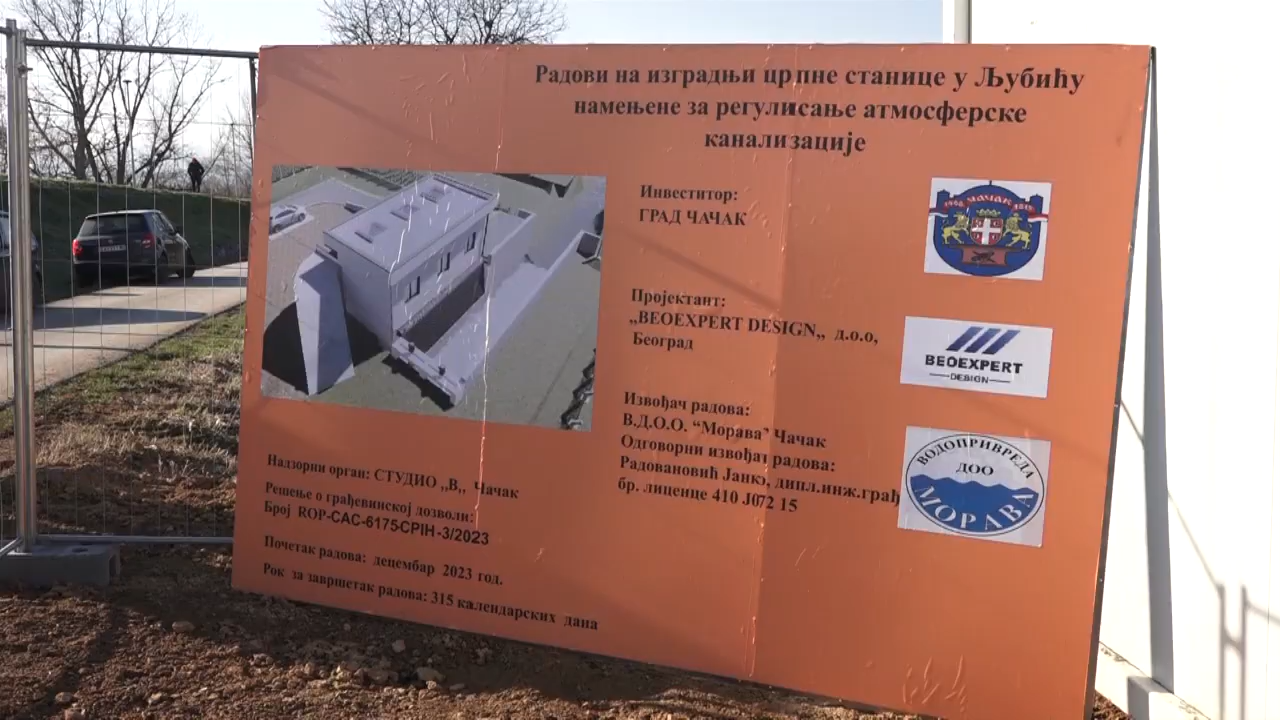 Радови на изградњи црпне станице у Љубићу
намењене за регулисање атмосферске
канализације
Инвеститор:
ГРАД ЧАЧАК
1408 ЧАЧАК 1815
Пројектант:
„BEOEXPERT DESIGN„ д.о.о,
Београд
BEOEXPERT
DESIGN
Извођач радова:
В.Д.О.О. “Морава” Чачак
Одговорни извођач радова:
Радовановић Јанко, дипл.инж.грађ
бр. лиценце 410 J072 15
ВОДОПРИВРЕДА
ДОО
МОРАВА
Надзорни орган: СТУДИО „В„ Чачак
Решење о грађевинској дозволи:
Број ROP-CAC-6175-CPIH-3/2023
Почетак радова: децембар 2023 год.
Рок за завршетак радова: 315 календарских дана